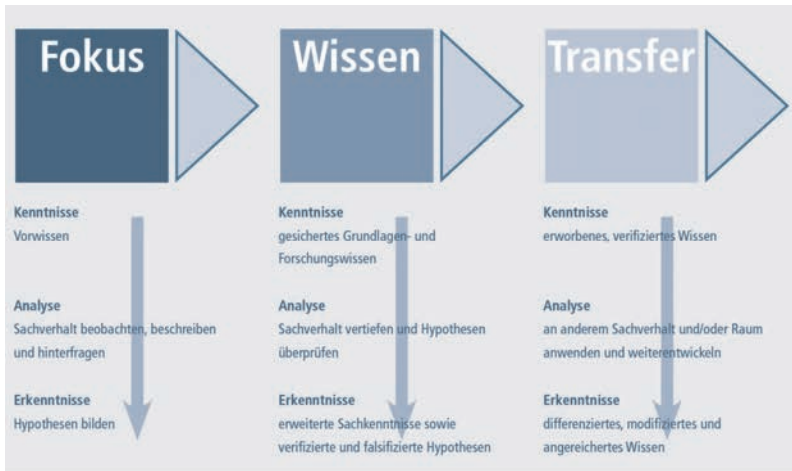 Fokus
Wissen
Transfer
Kenntnisse
Vorwissen
Analyse
Sachverhalt beobachten, beschreiben
und hinterfragen
Erkenntnisse
Hypothesen bilden
Kenntnisse
gesichertes Grundlagen- und
Forschungswissen
Analyse
Sachverhalt vertiefen und Hypothesen
überprüfen
Erkenntnisse
erweiterte Sachkenntnisse sowie
verifizierte und falsifizierte Hypothesen
Kenntnisse
erworbenes, verifiziertes Wissen
Analyse
an anderem Sachverhalt und/oder Raum
anwenden und weiterentwickeln
Erkenntnisse
differenziertes, modifiziertes und
angereichertes Wissen